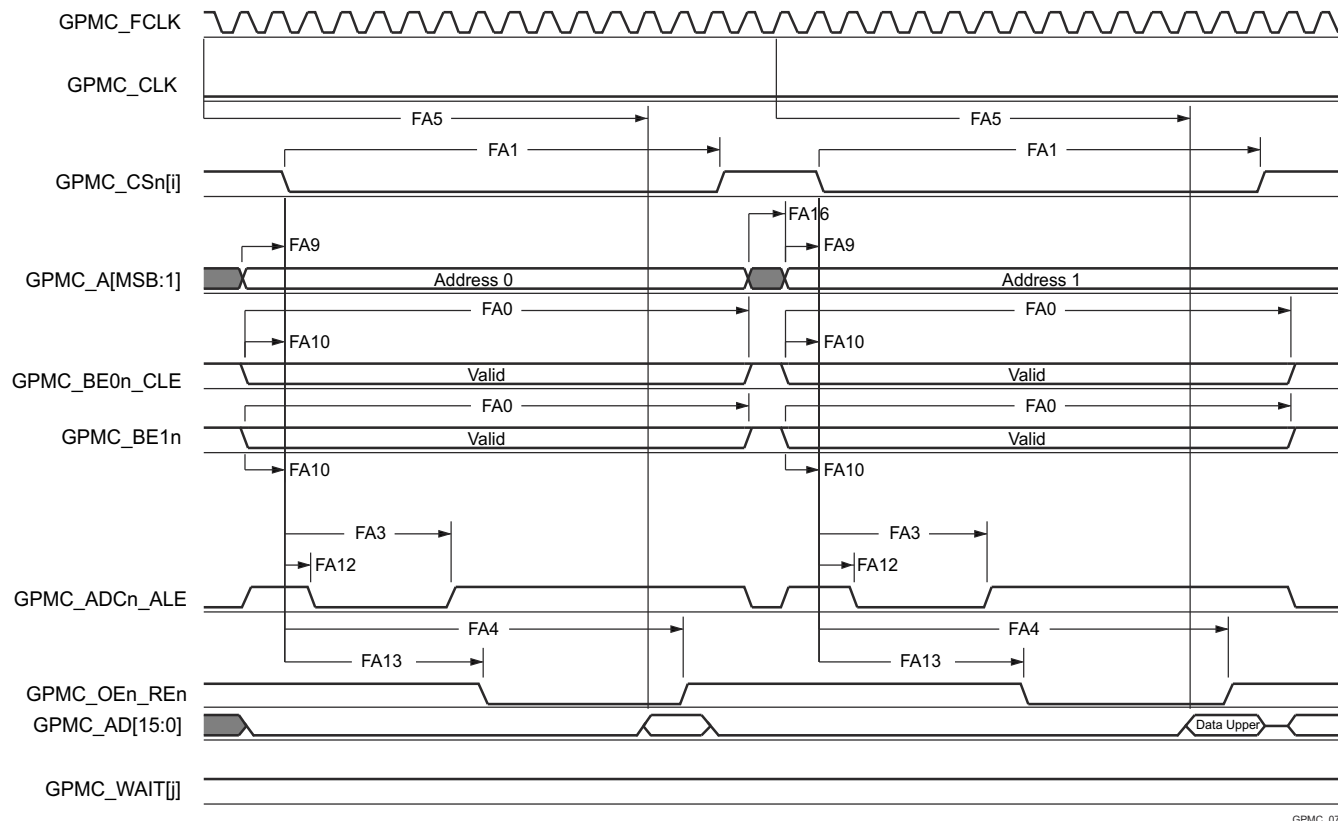 GPMC_FCLK
GPMC_CLK
FA5 FA5
FA1 FA1
GPMC_CSn[i]
FA16
FA9 FA9
GPMC_A[MSB:1] Address 0 Address 1
FA0 FA0
FA10 FA10
GPMC_BE0n_CLE Valid Valid
FA0 FA0
GPMC_BE1n Valid Valid
FA10 FA10
FA3 FA3
FA12 FA12
GPMC_ADCn_ALE
FA4 FA4
FA13 FA13
GPMC_OEn_REn
GPMC_AD[15:0] Data Upper
GPMC_WAIT[j]
GPMC_07